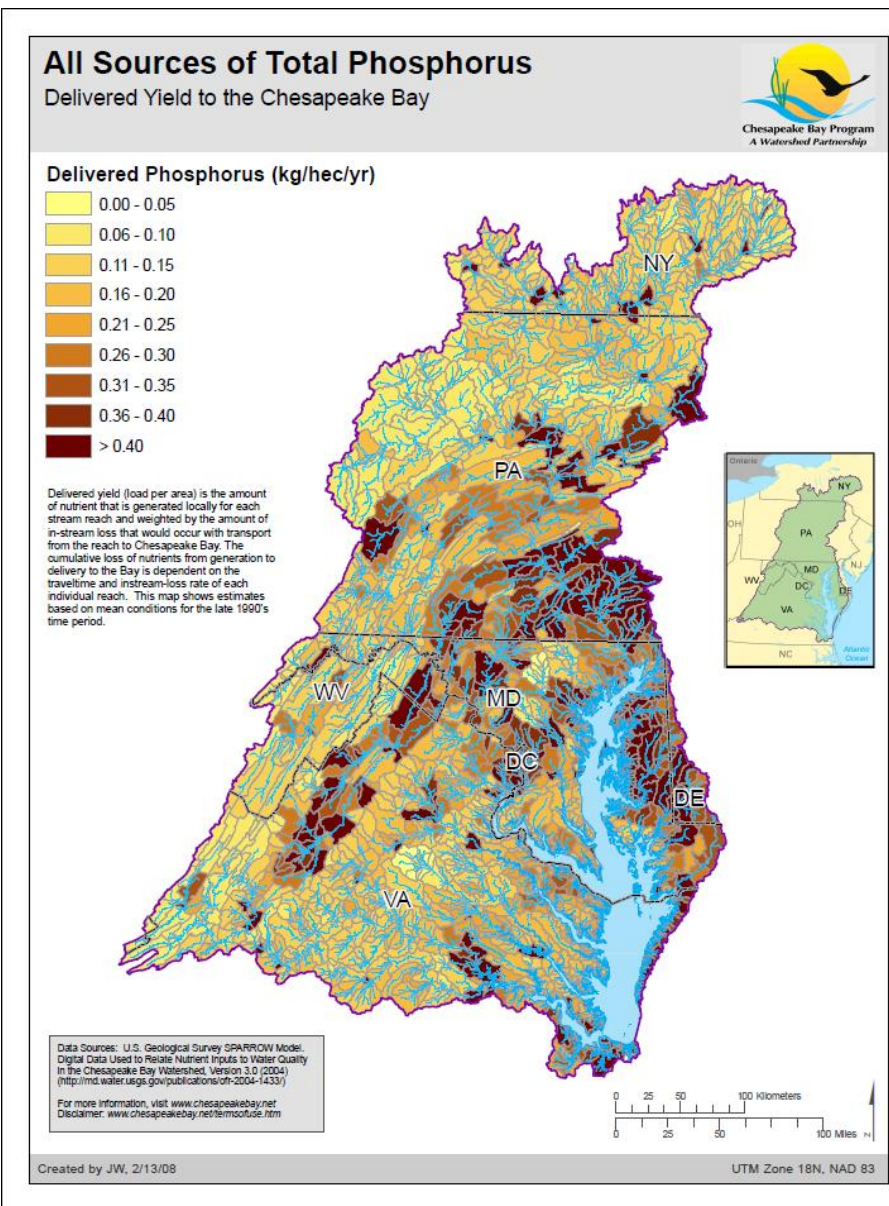 All Sources of Total Phosphorus
Delivered Yield to the Chesapeake Bay
Chesapeake Bay Program
A Watershed Partnership
Delivered Phosphorus (kg/hec/yr)
0.00 - 0.05
0.06 - 0.10
0.11 - 0.15
0.16 - 0.20
0.21 - 0.25
0.26 - 0.30
0.31 - 0.35
0.36 - 0.40
> 0.40
Delivered yield (load per area) is the amount
of nutrient that is generated locally for each
stream reach and weighted by the amount of
in-stream loss that would occur with transport
from the reach to Chesapeake Bay. The
cumulative loss of nutrients from generation to
delivery to the Bay is dependent on the
traveltime and instream-loss rate of each
individual reach. This map shows estimates
based on mean conditions for the late 1990's
time period.
NY
PA
WV
MD
DC
DE
VA
Ontario
NY
OH
PA
NJ
MD
WV
DC
DE
VA
NC
Atlantic
Ocean
Data Sources: U.S. Geological Survey SPARROW Model.
Digital Data Used to Relate Nutrient Inputs to Water Quality
in the Chesapeake Bay Watershed, Version 3.0 (2004)
(http://md.water.usgs.gov/publications/ofr-2004-1433/)
For more information, visit www.chesapeakebay.net
Disclaimer: www.chesapeakebay.net/termsofuse.htm
0 25 50 100 Kilometers
0 25 50 100 Miles
N
Created by JW, 2/13/08
UTM Zone 18N, NAD 83